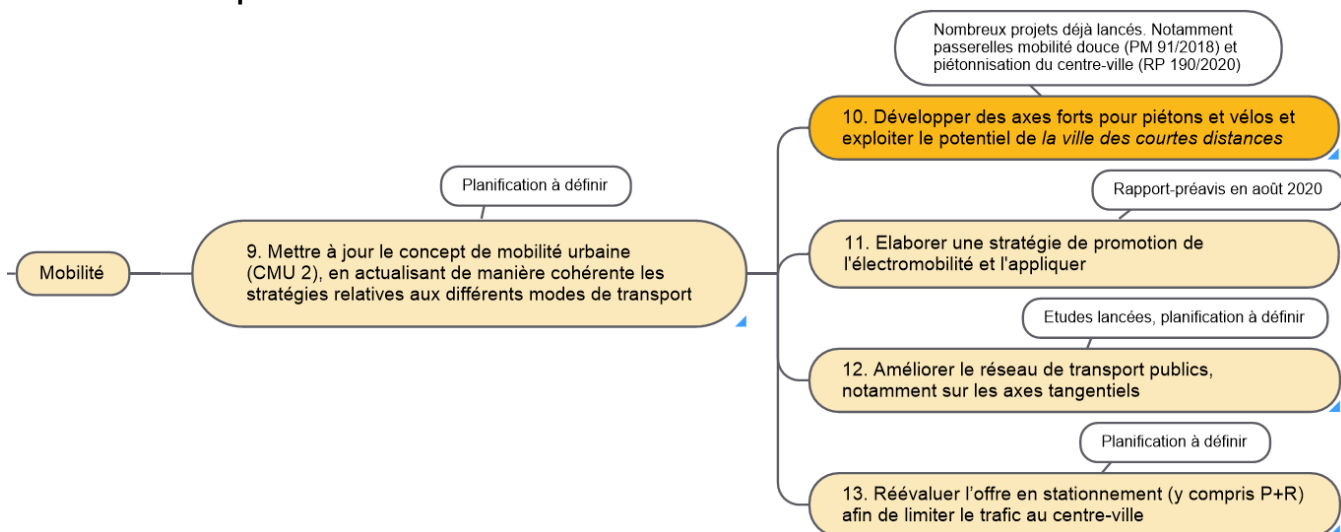 Nombreux projets déjà lancés. Notamment
passerelles mobilité douce (PM 91/2018) et
piétonnisation du centre-ville (RP 190/2020)
10. Développer des axes forts pour piétons et vélos et
exploiter le potentiel de la ville des courtes distances
Planification à définir
Rapport-préavis en août 2020
Mobilité
9. Mettre à jour le concept de mobilité urbaine
(CMU 2), en actualisant de manière cohérente les
stratégies relatives aux différents modes de transport
11. Elaborer une stratégie de promotion de
l'électromobilité et l'appliquer
Etudes lancées, planification à définir
12. Améliorer le réseau de transport publics,
notamment sur les axes tangentiels
Planification à définir
13. Réévaluer l’offre en stationnement (y compris P+R)
afin de limiter le trafic au centre-ville